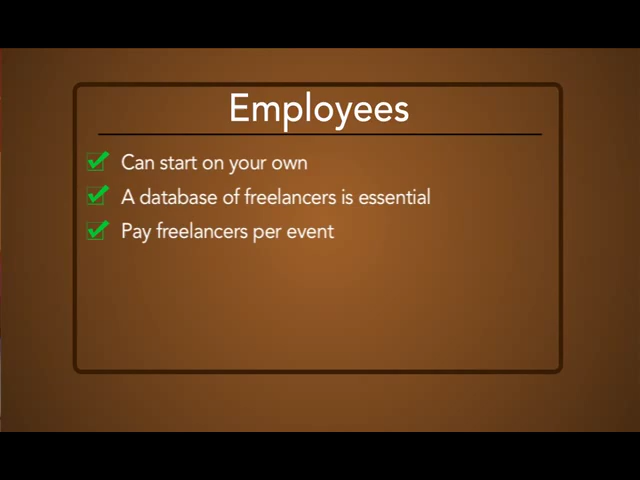 Employees
Can start on your own
A database of freelancers is essential
Pay freelancers per event